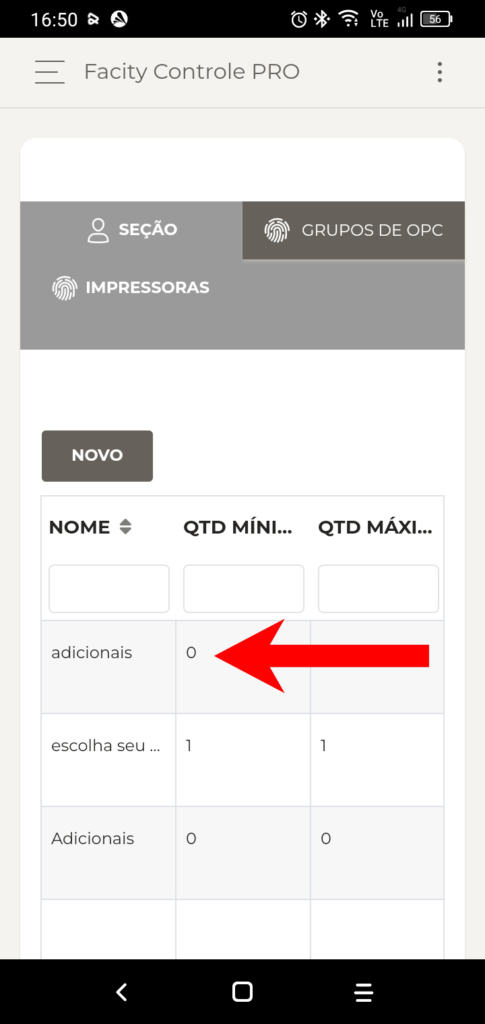 16:50 Vo LTE 4G 56
Facity Controle PRO
SEÇÃO GRUPOS DE OPC
IMPRESSORAS
NOVO
NOME QTD MÍNI... QTD MÁXI...
adicionais 0
escolha seu ... 1 1
Adicionais 0 0